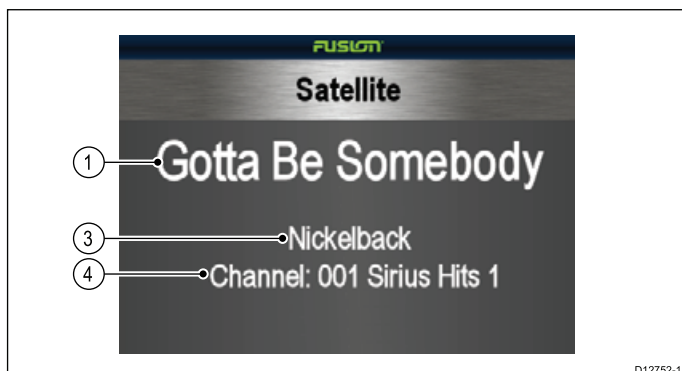 FUSION
Satellite
1
Gotta Be Somebody
3
Nickelback
4
Channel: 001 Sirius Hits 1
D12752-1